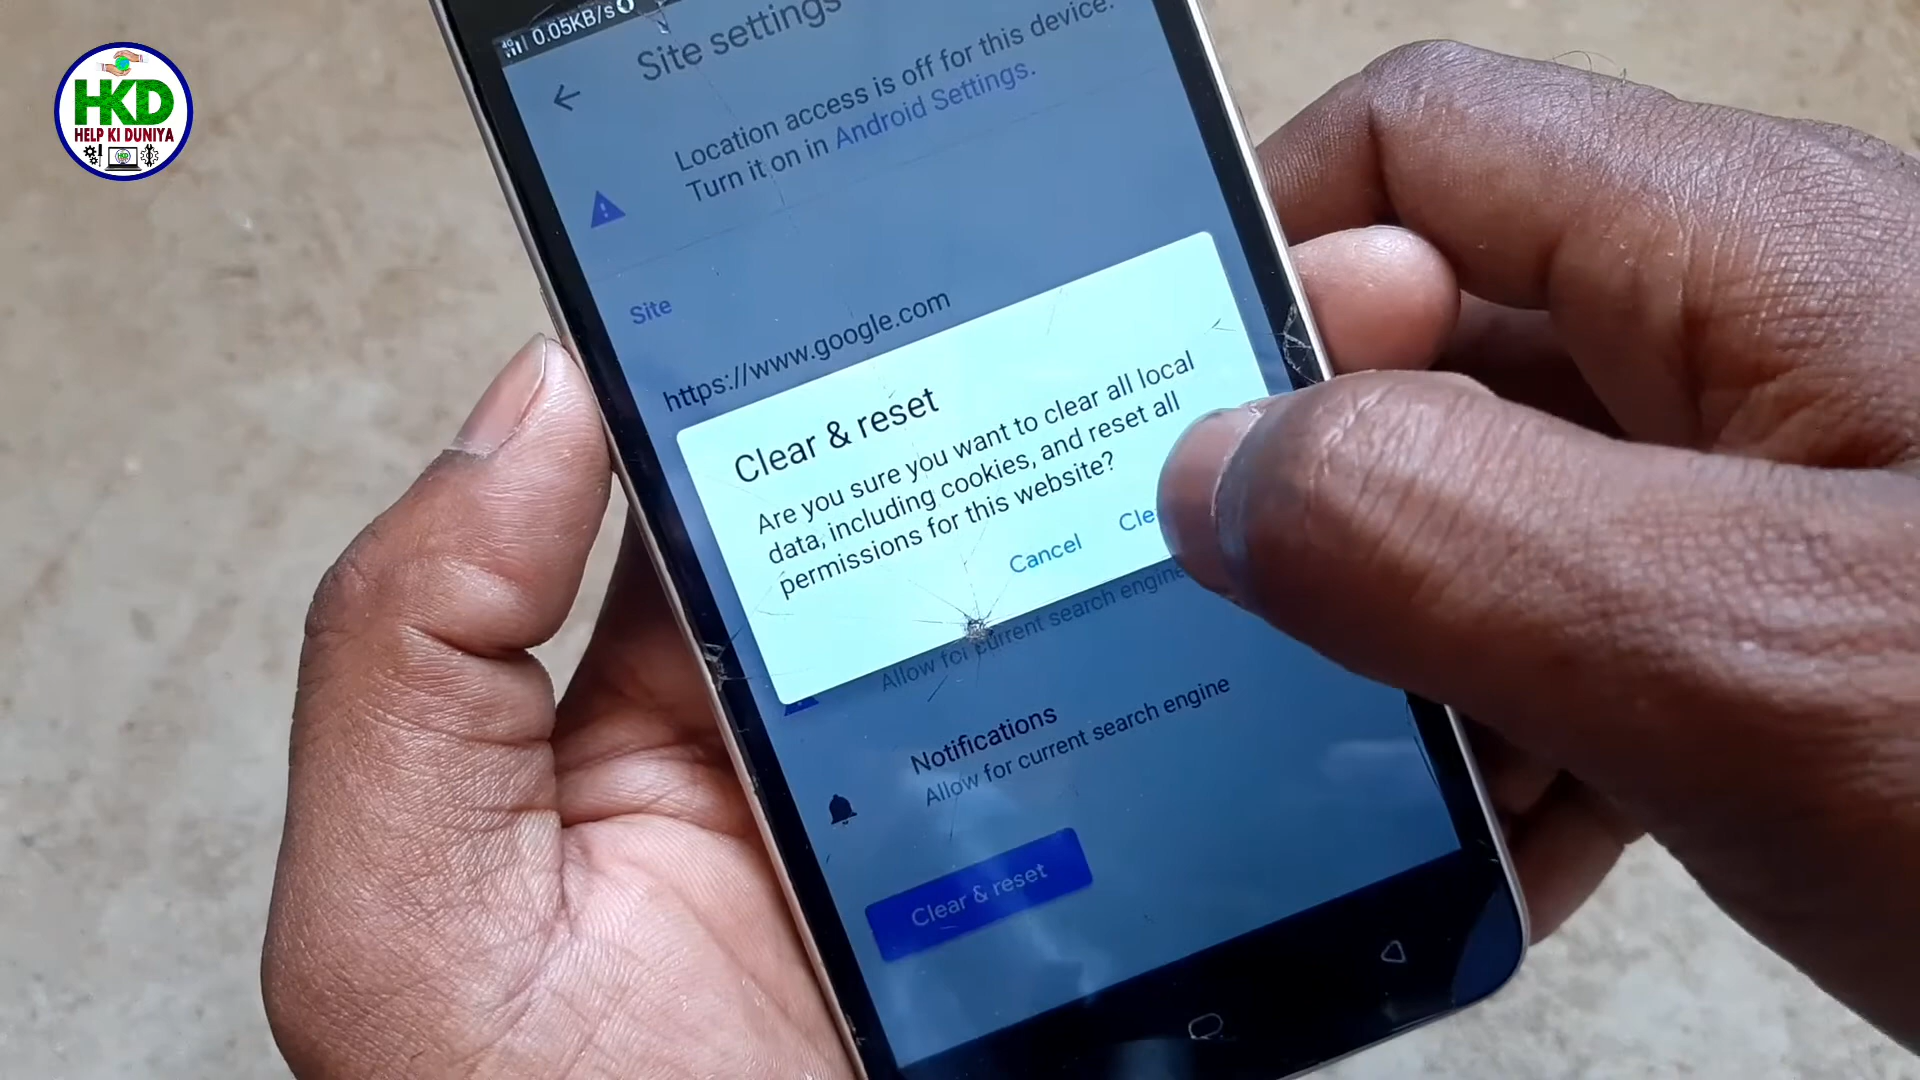 HKD
HELP KI DUNIYA
HKD
0.05KB/s
Site settings
Location access is off for this device.
Turn it on in Android Settings.
Site
https://www.google.com
Clear & reset
Are you sure you want to clear all local
data, including cookies, and reset all
permissions for this website?
Cancel
Allow for current search engine
Notifications
Allow for current search engine
Clear & reset